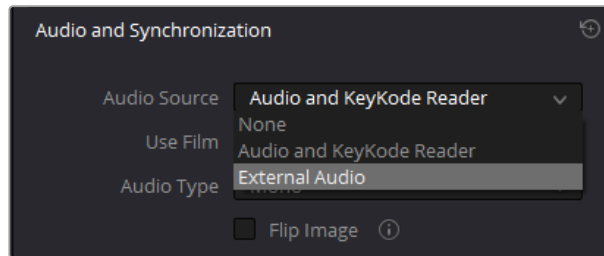 Audio and Synchronization
Audio Source Audio and KeyKode Reader
None
Use Film
Audio and KeyKode Reader
External Audio
Audio Type Mono
Flip Image